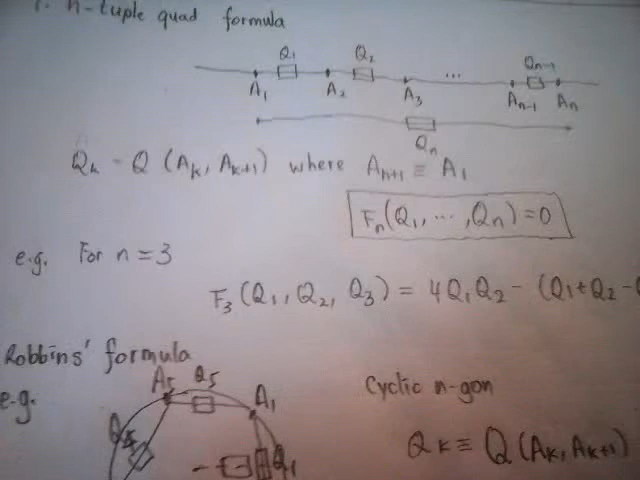 1. n-tuple quad formula
Q₁ Q₂ ... Qₙ₋₁
A₁ A₂ A₃ Aₙ₋₁ Aₙ
Qₙ
Qₖ - Q (Aₖ, Aₖ₊₁) where Aₙ₊₁ ≡ A₁
Fₙ(Q₁, ..., Qₙ) = 0
e.g. For n = 3
F₃ (Q₁, Q₂, Q₃) = 4Q₁Q₂ - (Q₁+Q₂-
Robbins' formula
A₅ Q₅ A₁
e.g.
Cyclic n-gon
Q₁
Qₖ ≡ Q (Aₖ, Aₖ₊₁)